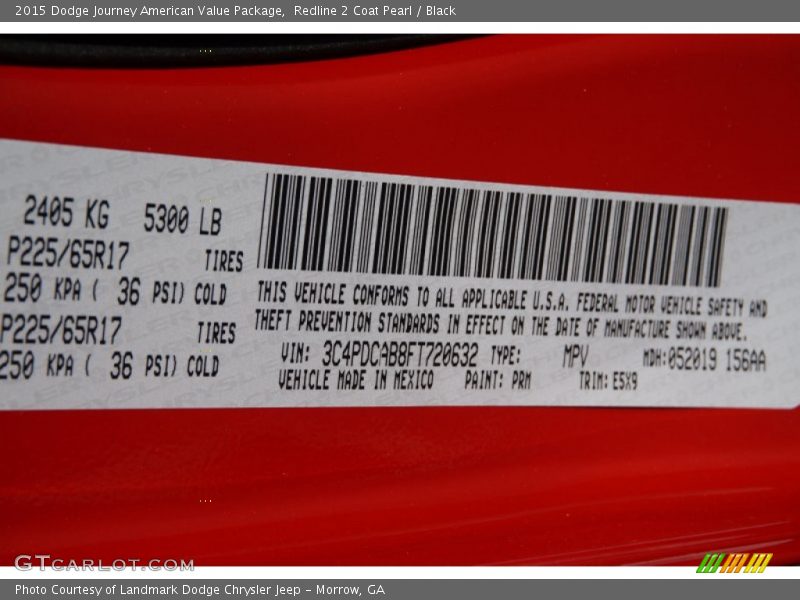 2015 Dodge Journey American Value Package, Redline 2 Coat Pearl / Black
2405 KG 5300 LB
P225/65R17 TIRES
250 KPA ( 36 PSI) COLD
P225/65R17 TIRES
250 KPA ( 36 PSI) COLD
THIS VEHICLE CONFORMS TO ALL APPLICABLE U.S.A. FEDERAL MOTOR VEHICLE SAFETY AND
THEFT PREVENTION STANDARDS IN EFFECT ON THE DATE OF MANUFACTURE SHOWN ABOVE.
VIN: 3C4PDCAB8FT720632 TYPE: MPV MDH:052019 156AA
VEHICLE MADE IN MEXICO PAINT: PRM TRIM: E5X9
GTCARLOT.COM
Photo Courtesy of Landmark Dodge Chrysler Jeep - Morrow, GA